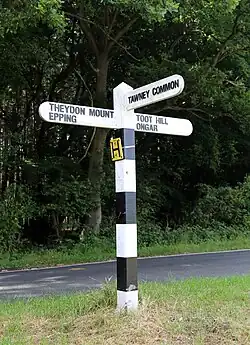 TAWNEY COMMON
THEYDON MOUNT
EPPING
TOOT HILL
ONGAR
H